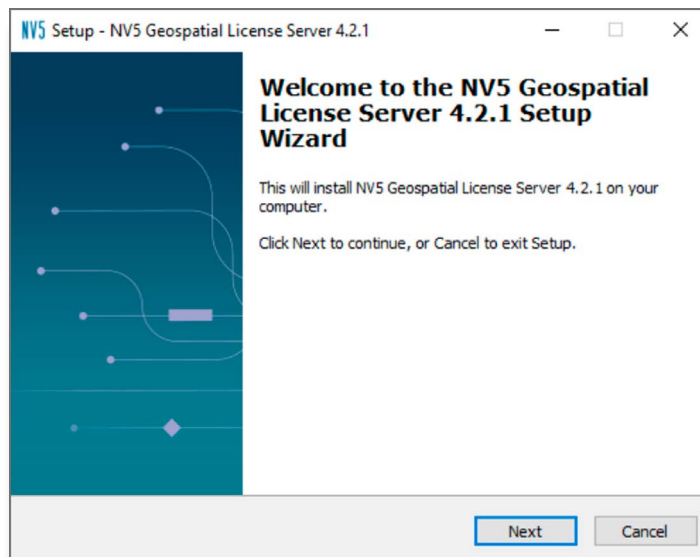 NV5 Setup - NV5 Geospatial License Server 4.2.1
Welcome to the NV5 Geospatial
License Server 4.2.1 Setup
Wizard
This will install NV5 Geospatial License Server 4.2.1 on your
computer.
Click Next to continue, or Cancel to exit Setup.
Next
Cancel